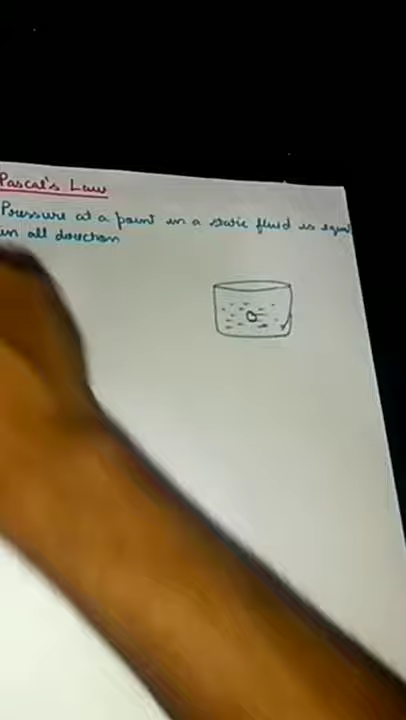 Pascal's Law
Pressure at a point in a static fluid is equal
in all direction